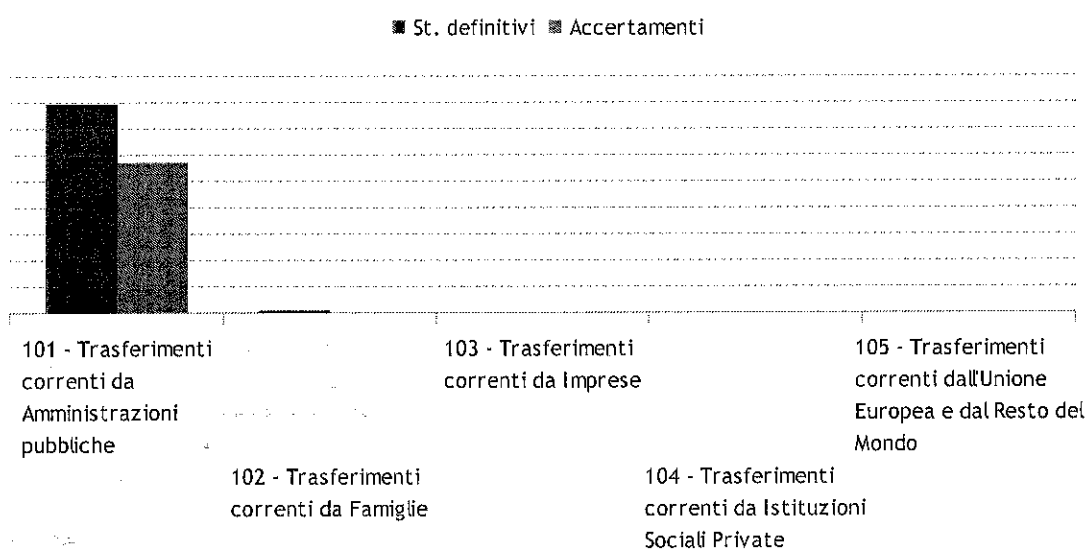 St. definitivi Accertamenti
101 - Trasferimenti
correnti da
Amministrazioni
pubbliche
102 - Trasferimenti
correnti da Famiglie
103 - Trasferimenti
correnti da Imprese
104 - Trasferimenti
correnti da Istituzioni
Sociali Private
105 - Trasferimenti
correnti dall'Unione
Europea e dal Resto del
Mondo